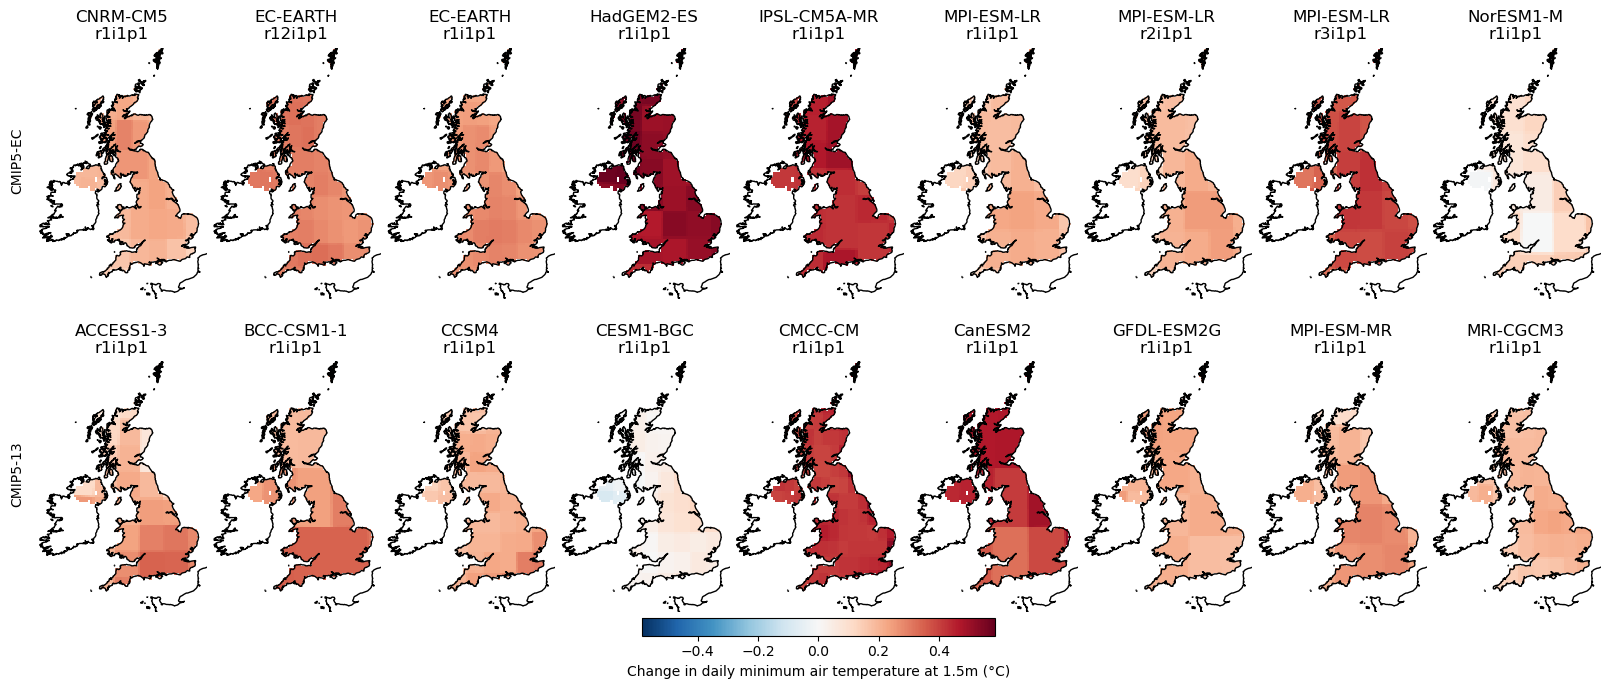 CNRM-CM5 EC-EARTH EC-EARTH HadGEM2-ES IPSL-CM5A-MR MPI-ESM-LR MPI-ESM-LR MPI-ESM-LR NorESM1-M
r1i1p1 r12i1p1 r1i1p1 r1i1p1 r1i1p1 r1i1p1 r2i1p1 r3i1p1 r1i1p1
CMIP5-EC
ACCESS1-3 BCC-CSM1-1 CCSM4 CESM1-BGC CMCC-CM CanESM2 GFDL-ESM2G MPI-ESM-MR MRI-CGCM3
r1i1p1 r1i1p1 r1i1p1 r1i1p1 r1i1p1 r1i1p1 r1i1p1 r1i1p1 r1i1p1
CMIP5-13
−0.4 −0.2 0.0 0.2 0.4
Change in daily minimum air temperature at 1.5m (°C)